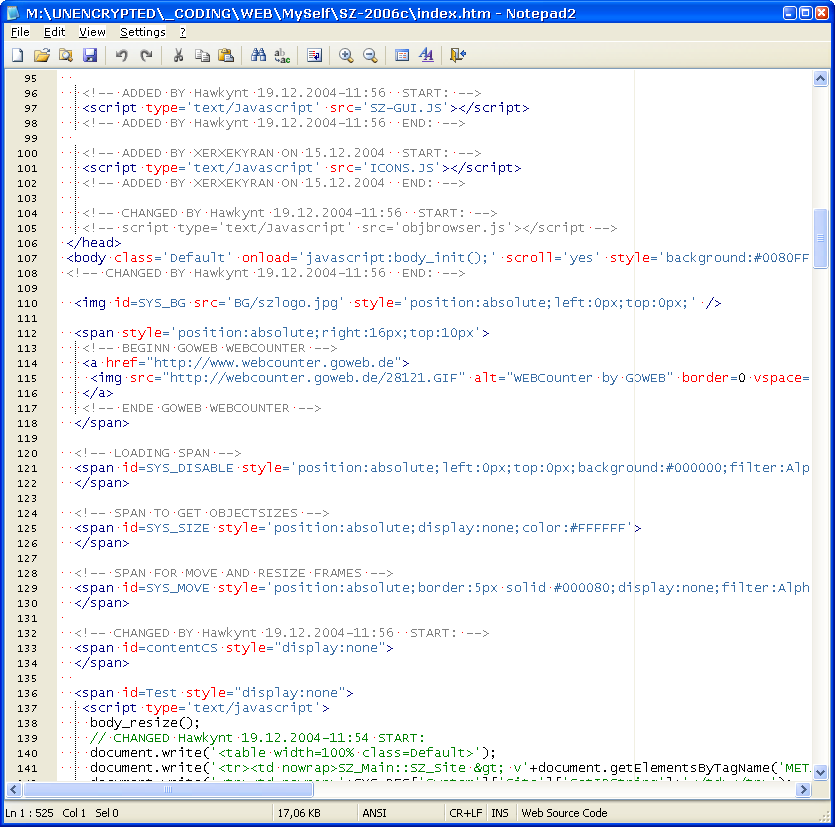 M:\UNENCRYPTED\_CODING\WEB\MySelf\SZ-2006c\index.htm - Notepad2
File Edit View Settings ?
95
96 <!-- ADDED BY Hawkynt 19.12.2004-11:56  START: -->
97 <script type='text/Javascript' src='SZ-GUI.JS'></script>
98 <!-- ADDED BY Hawkynt 19.12.2004-11:56  END: -->
99
100 <!-- ADDED BY XERXEKYRAN ON 15.12.2004  START: -->
101 <script type='text/Javascript' src='ICONS.JS'></script>
102 <!-- ADDED BY XERXEKYRAN ON 15.12.2004  END: -->
103
104 <!-- CHANGED BY Hawkynt 19.12.2004-11:56  START: -->
105 <!-- script type='text/Javascript' src='objbrowser.js'></script -->
106 </head>
107 <body class='Default' onload='javascript:body_init();' scroll='yes' style='background:#0080FF
108 <!-- CHANGED BY Hawkynt 19.12.2004-11:56  END: -->
109
110 <img id=SYS_BG src='BG/szlogo.jpg' style='position:absolute;left:0px;top:0px;' />
111
112 <span style='position:absolute;right:16px;top:10px'>
113 <!-- BEGINN GOWEB WEBCOUNTER -->
114 <a href="http://www.webcounter.goweb.de">
115 <img src="http://webcounter.goweb.de/28121.GIF" alt="WEBCounter by GOWEB" border=0 vspace=
116 </a>
117 <!-- ENDE GOWEB WEBCOUNTER -->
118 </span>
119
120 <!-- LOADING SPAN -->
121 <span id=SYS_DISABLE style='position:absolute;left:0px;top:0px;background:#000000;filter:Alp
122 </span>
123
124 <!-- SPAN TO GET OBJECTSIZES -->
125 <span id=SYS_SIZE style='position:absolute;display:none;color:#FFFFFF'>
126 </span>
127
128 <!-- SPAN FOR MOVE AND RESIZE FRAMES -->
129 <span id=SYS_MOVE style='position:absolute;border:5px solid #000080;display:none;filter:Alph
130 </span>
131
132 <!-- CHANGED BY Hawkynt 19.12.2004-11:56  START: -->
133 <span id=contentCS style="display:none">
134 </span>
135
136 <span id=Test style="display:none">
137 <script type='text/javascript'>
138 body_resize();
139 // CHANGED Hawkynt 19.12.2004-11:54 START:
140 document.write('<table width=100% class=Default>');
141 document.write('<tr><td nowrap>SZ_Main::SZ_Site &gt; v'+document.getElementsByTagName('MET
Ln 1 : 525 Col 1 Sel 0 17,06 KB ANSI CR+LF INS Web Source Code